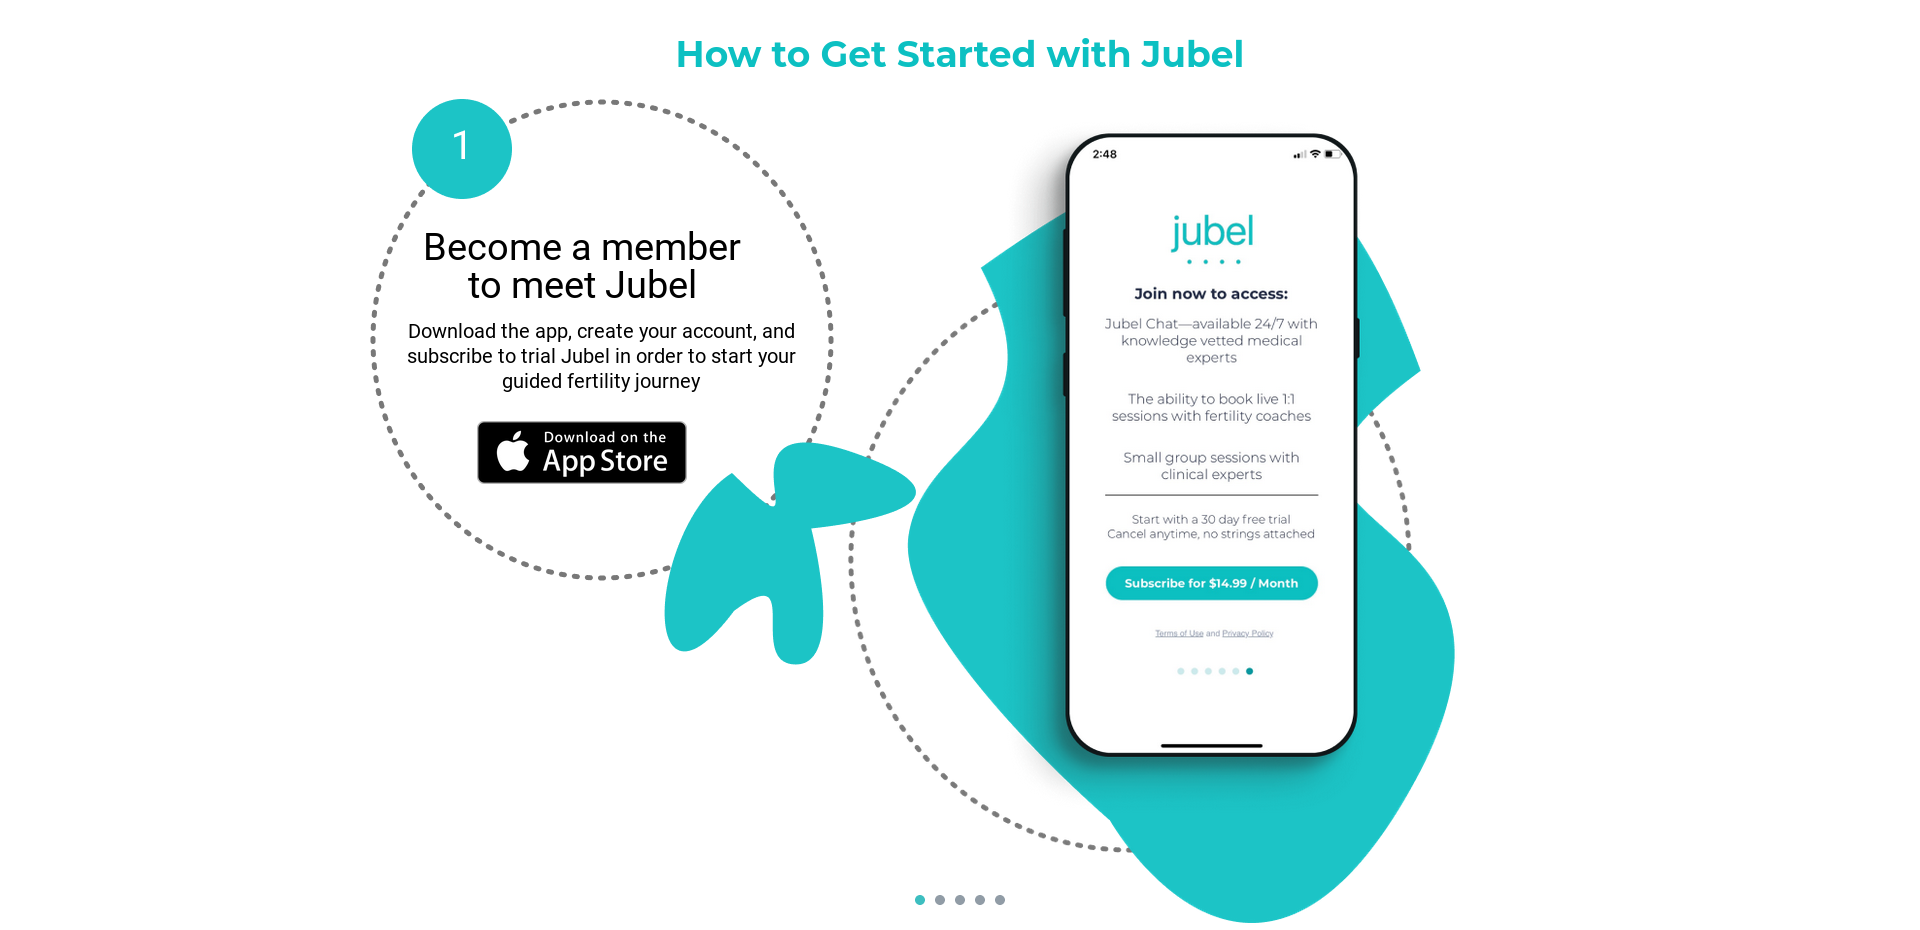 How to Get Started with Jubel
1
Become a member
to meet Jubel
Download the app, create your account, and
subscribe to trial Jubel in order to start your
guided fertility journey
Download on the
App Store
2:48
jubel
Join now to access:
Jubel Chat—available 24/7 with
knowledge vetted medical
experts
The ability to book live 1:1
sessions with fertility coaches
Small group sessions with
clinical experts
Start with a 30 day free trial
Cancel anytime, no strings attached
Subscribe for $14.99 / Month
Terms of Use and Privacy Policy